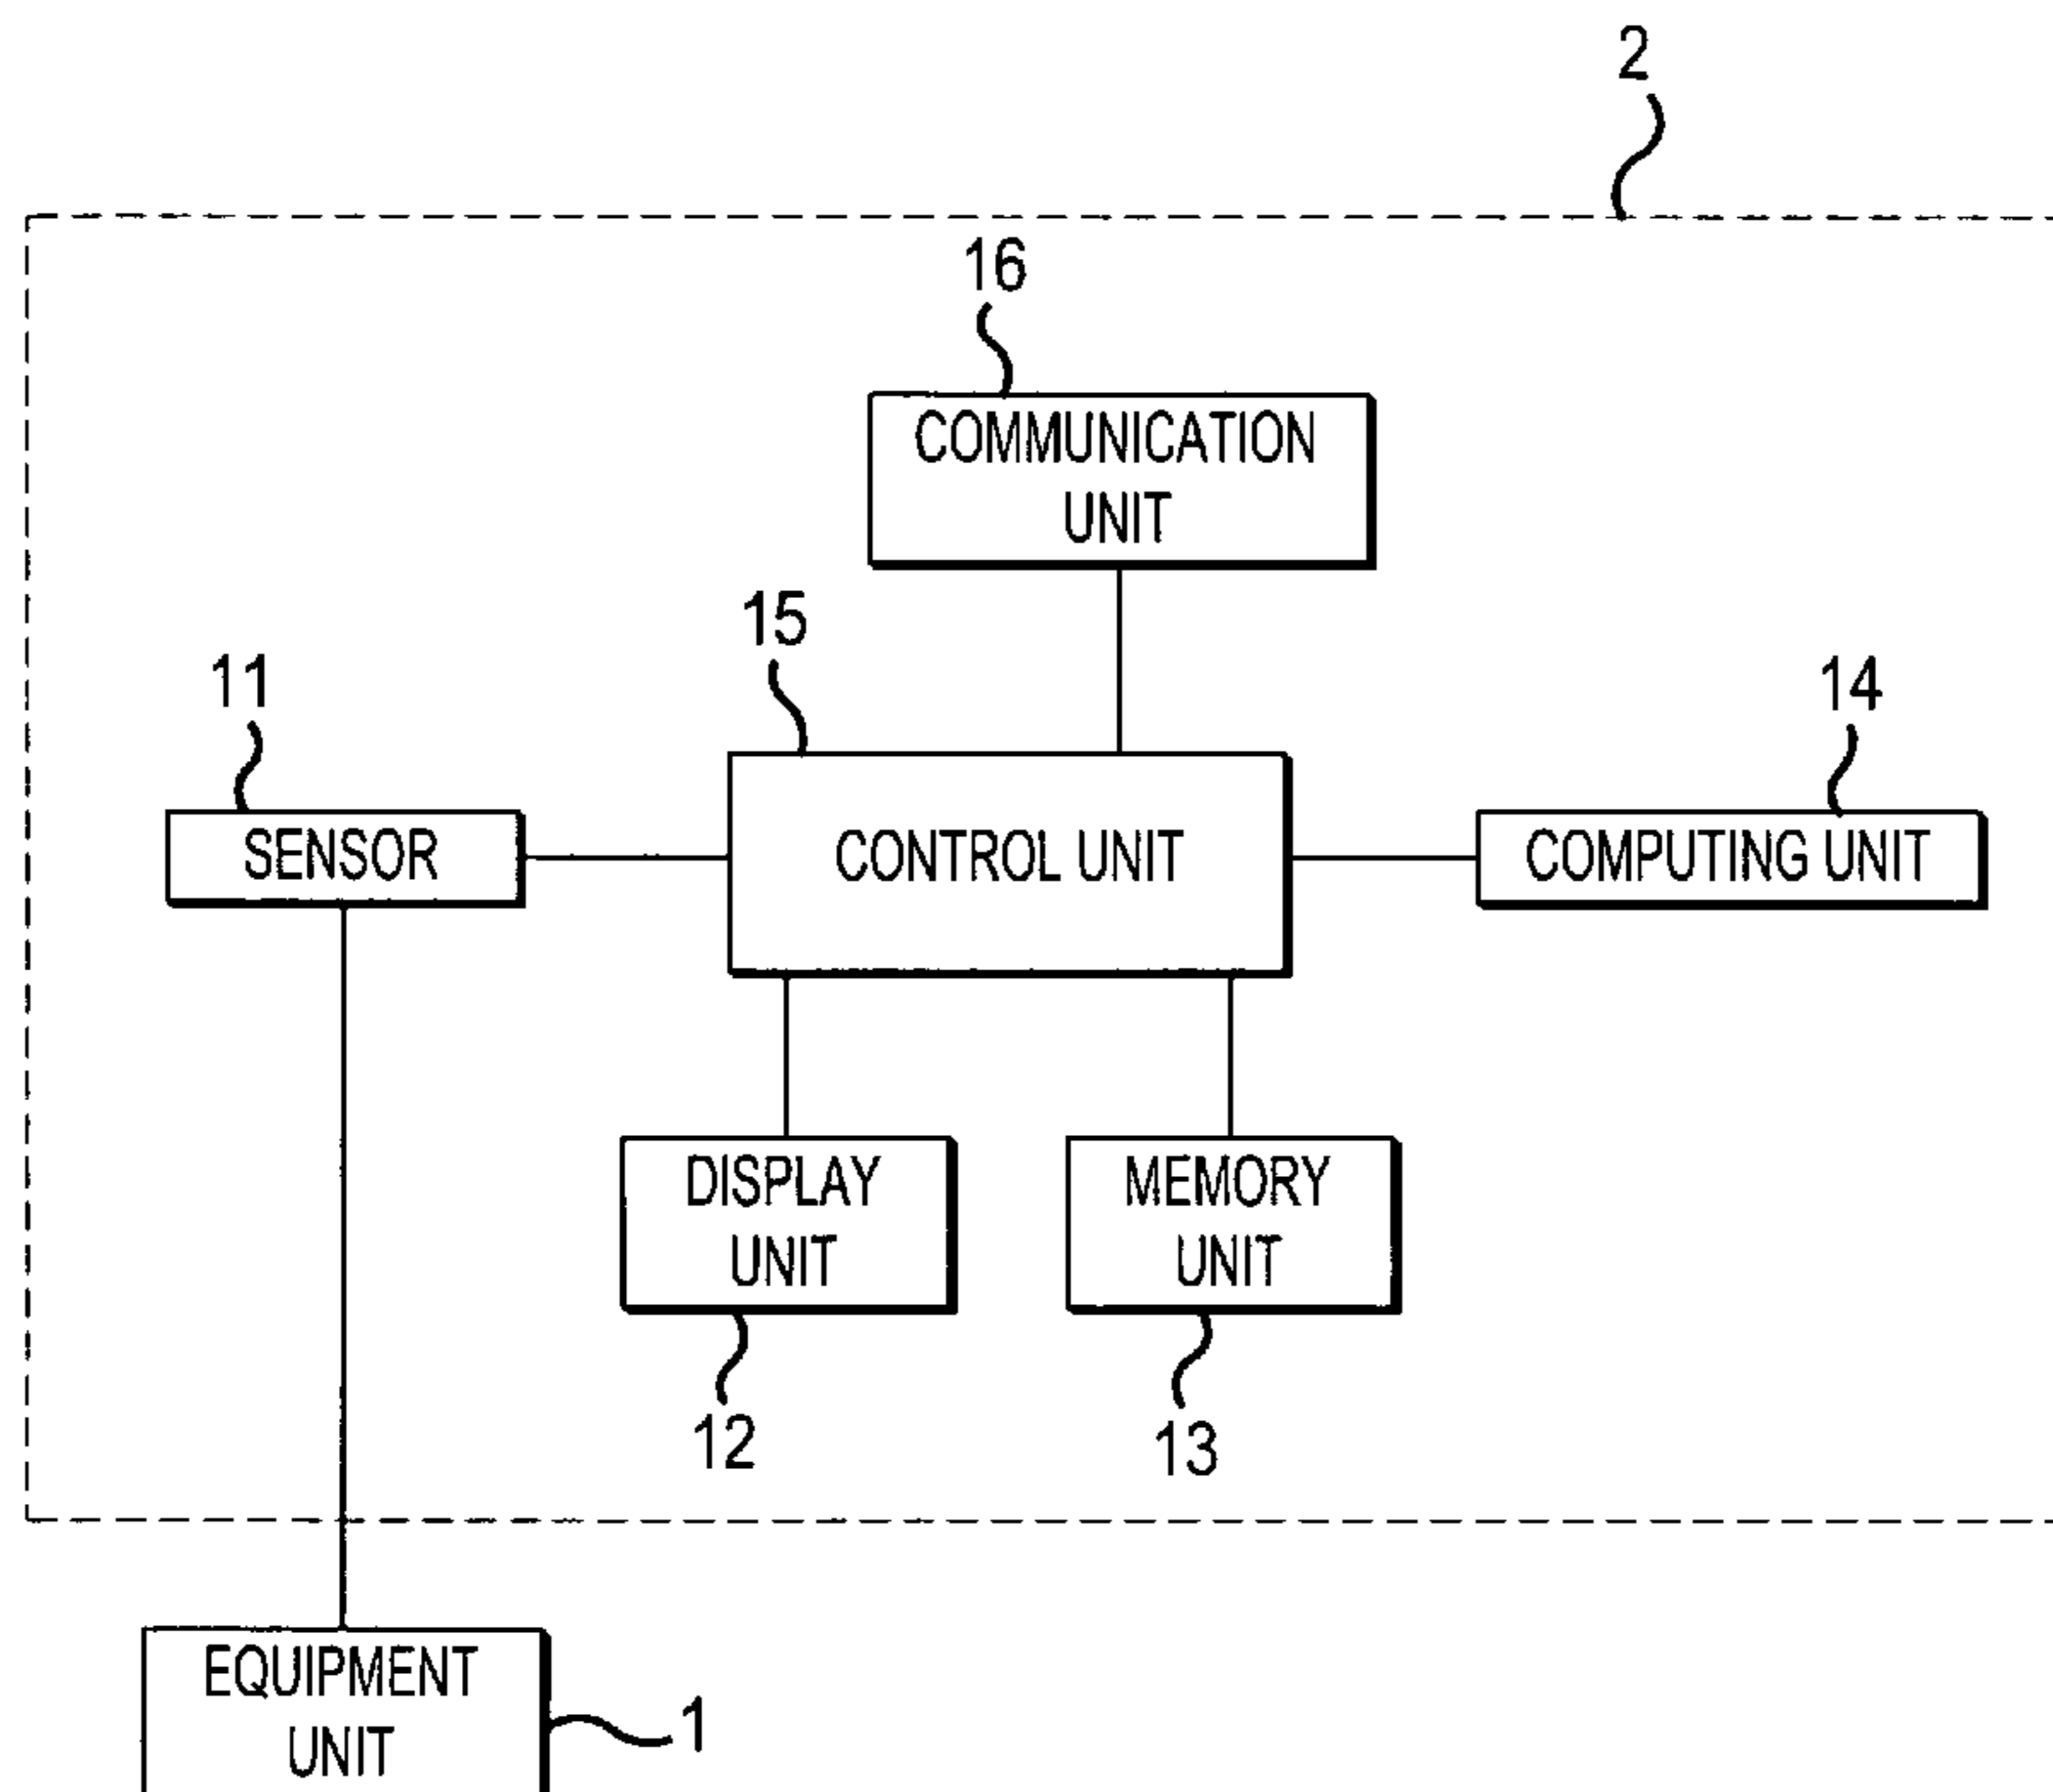 2
16
COMMUNICATION
UNIT
15
11
14
SENSOR
CONTROL UNIT
COMPUTING UNIT
DISPLAY
UNIT
MEMORY
UNIT
12
13
EQUIPMENT
UNIT
1